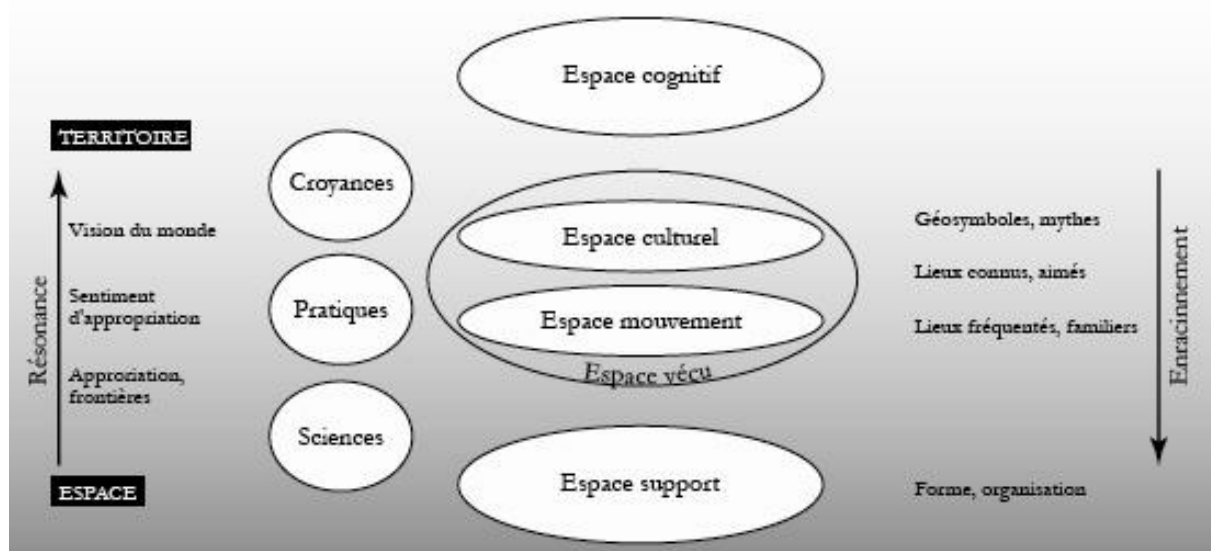 Espace cognitif
TERRITOIRE
Croyances
Vision du monde
Géosymboles, mythes
Espace culturel
Lieux connus, aimés
Résonance
Enracinnement
Sentiment
d'appropriation
Pratiques
Espace mouvement
Lieux fréquentés, familiers
Espace vécu
Approriation,
frontières
Sciences
ESPACE
Espace support
Forme, organisation